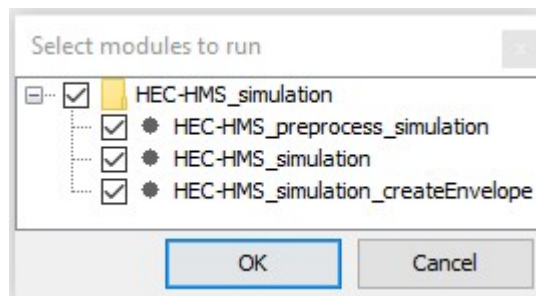 Select modules to run
HEC-HMS_simulation
HEC-HMS_preprocess_simulation
HEC-HMS_simulation
HEC-HMS_simulation_createEnvelope
OK Cancel